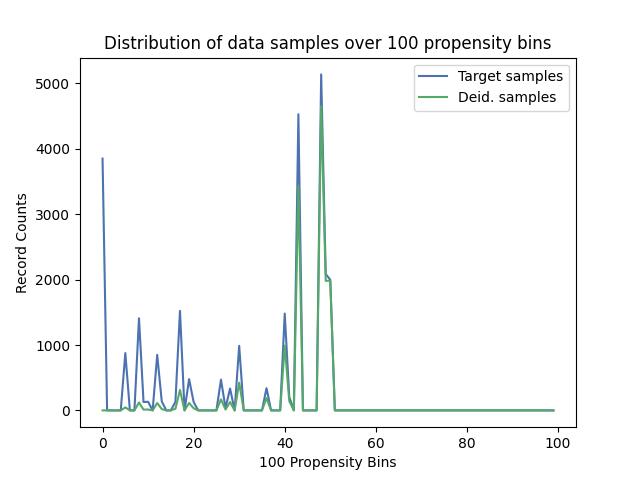 Distribution of data samples over 100 propensity bins
Target samples
Deid. samples
5000
4000
3000
2000
1000
0
Record Counts
0 20 40 60 80 100
100 Propensity Bins